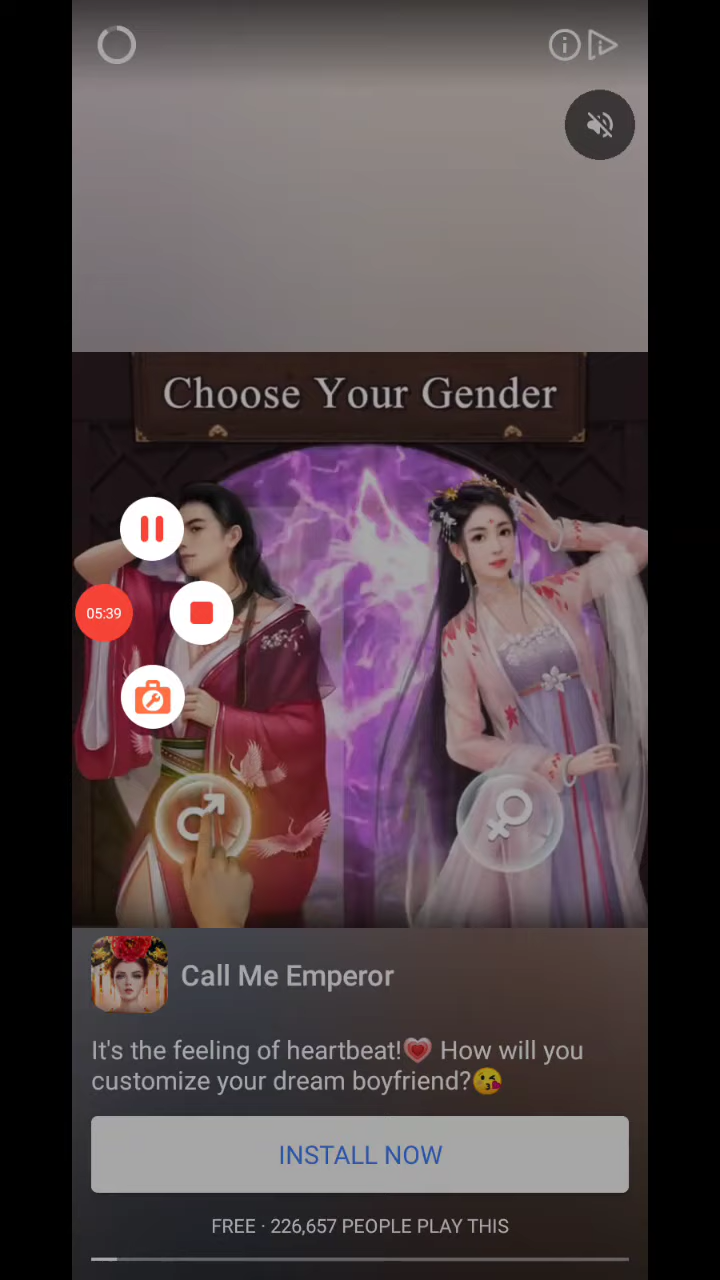 Choose Your Gender
05:39
Call Me Emperor
It's the feeling of heartbeat!💗 How will you
customize your dream boyfriend?😘
INSTALL NOW
FREE · 226,657 PEOPLE PLAY THIS